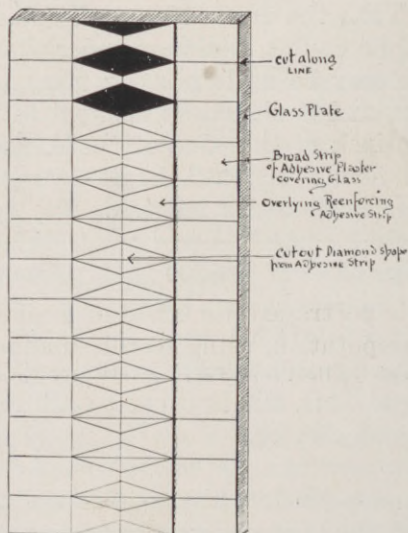 cut along
LINE
Glass Plate
Broad Strip
of Adhesive Plaster
covering Glass
Overlying Reenforcing
Adhesive Strip
Cut out Diamond shape
from Adhesive Strip